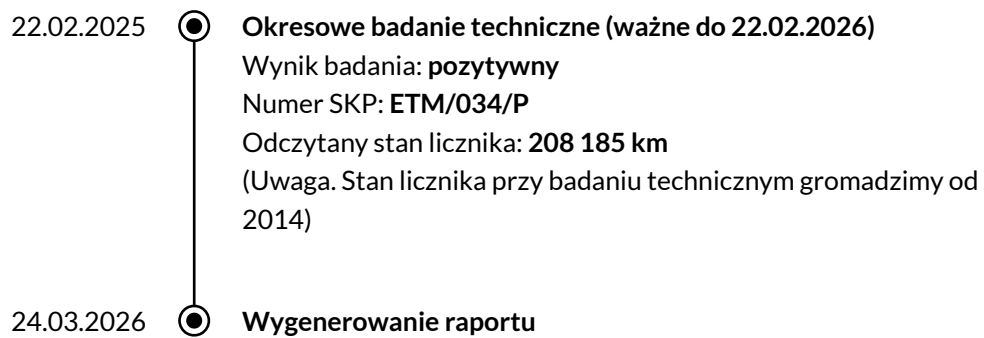 22.02.2025 Okresowe badanie techniczne (ważne do 22.02.2026)
Wynik badania: pozytywny
Numer SKP: ETM/034/P
Odczytany stan licznika: 208 185 km
(Uwaga. Stan licznika przy badaniu technicznym gromadzimy od
2014)
24.03.2026 Wygenerowanie raportu